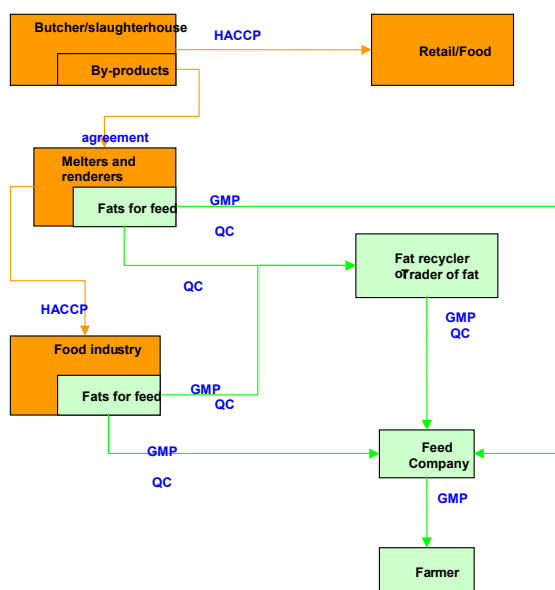 Butcher/slaughterhouse
HACCP
Retail/Food
By-products
agreement
Melters and
renderers
Fats for feed
GMP
QC
Fat recycler
or
Trader of fat
QC
HACCP
GMP
QC
Food industry
Fats for feed
GMP
QC
GMP
QC
Feed
Company
GMP
Farmer